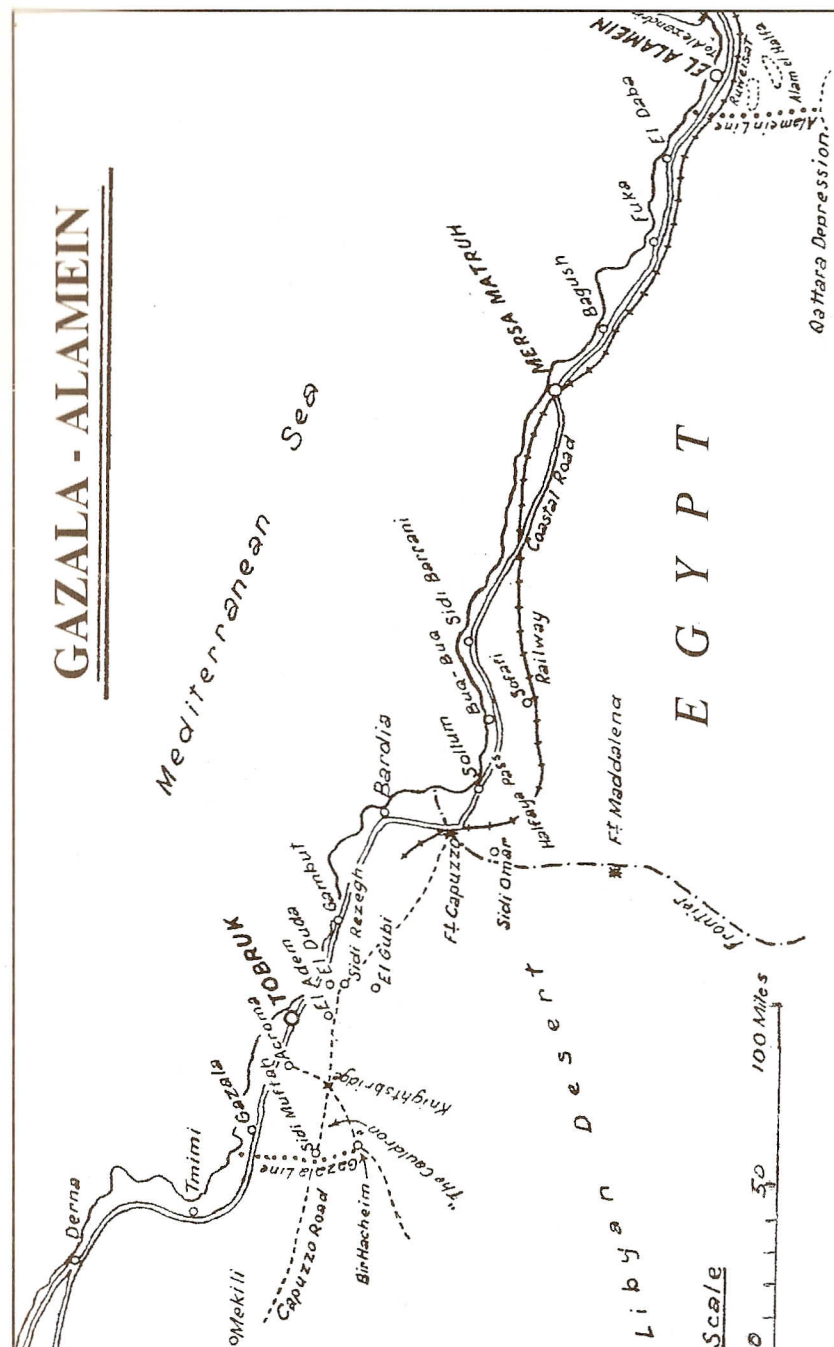 GAZALA - ALAMEIN
Mediterranean Sea
Derna
Tmimi
Gazala
TOBRUK
Acroma
El Adem
El Duda
Gambut
Sidi Rezegh
El Gubi
Bardia
Sollum
Buq-Buq
Sidi Barrani
MERSA MATRUH
Bagush
Fuka
El Daba
EL ALAMEIN
To Alexandria
Ruweisat
Alam el Halfa
Alamein Line
Qattara Depression
Mekili
Capuzzo Road
Sidi Muftah
Gazala Line
Bir Hacheim
"The Cauldron"
Knightsbridge
Ft. Capuzzo
Halfaya Pass
Sidi Omar
Sofafi
Railway
Coastal Road
Ft. Maddalena
Frontier
EGYPT
Libyan Desert
Scale
0
50
100 Miles